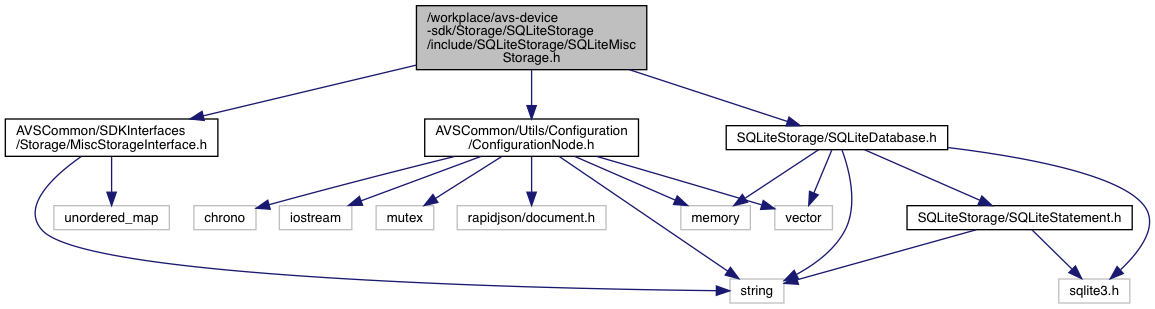 /workplace/avs-device
-sdk/Storage/SQLiteStorage
/include/SQLiteStorage/SQLiteMisc
Storage.h
AVSCommon/SDKInterfaces
/Storage/MiscStorageInterface.h
AVSCommon/Utils/Configuration
/ConfigurationNode.h
SQLiteStorage/SQLiteDatabase.h
unordered_map
chrono
iostream
mutex
rapidjson/document.h
memory
vector
SQLiteStorage/SQLiteStatement.h
string
sqlite3.h